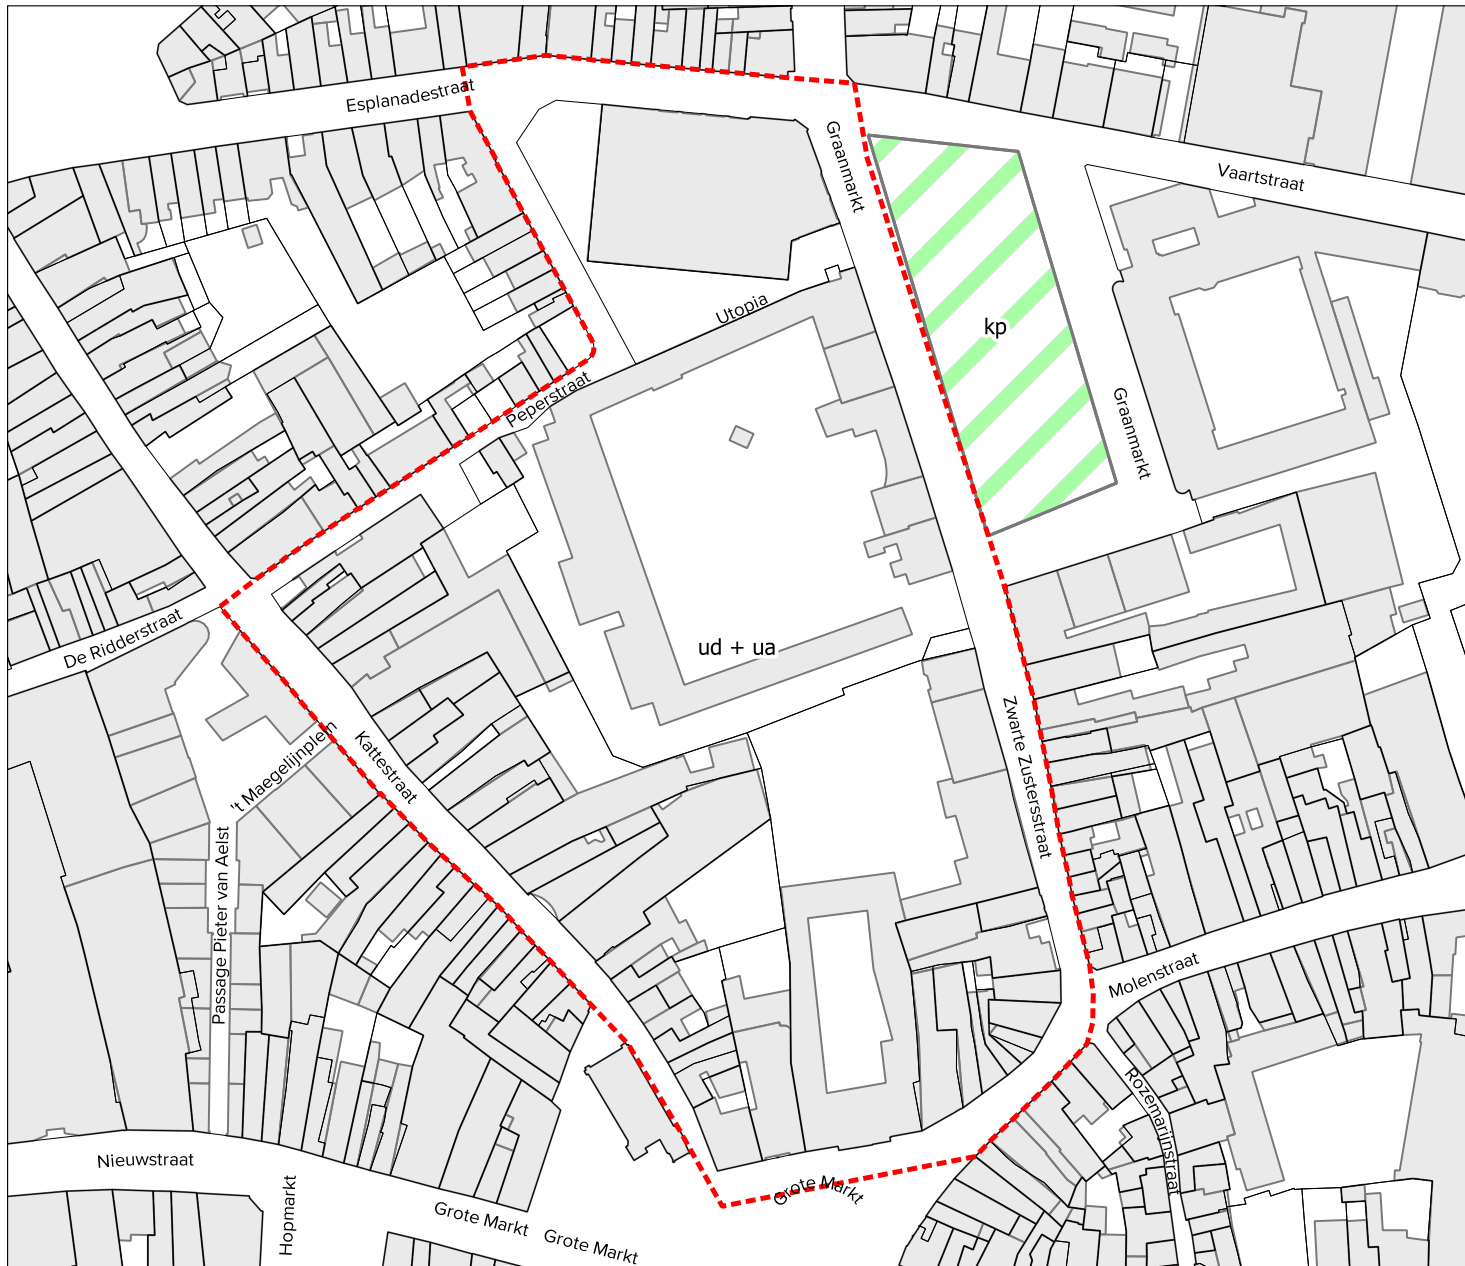 Esplanadestraat
Graanmarkt
Vaartstraat
Utopia
kp
Peperstraat
Graanmarkt
De Ridderstraat
ud + ua
't Maegelijnplein
Kattestraat
Zwarte Zustersstraat
Passage Pieter van Aelst
Molenstraat
Rozemarijnstraat
Nieuwstraat
Hopmarkt
Grote Markt
Grote Markt
Grote Markt